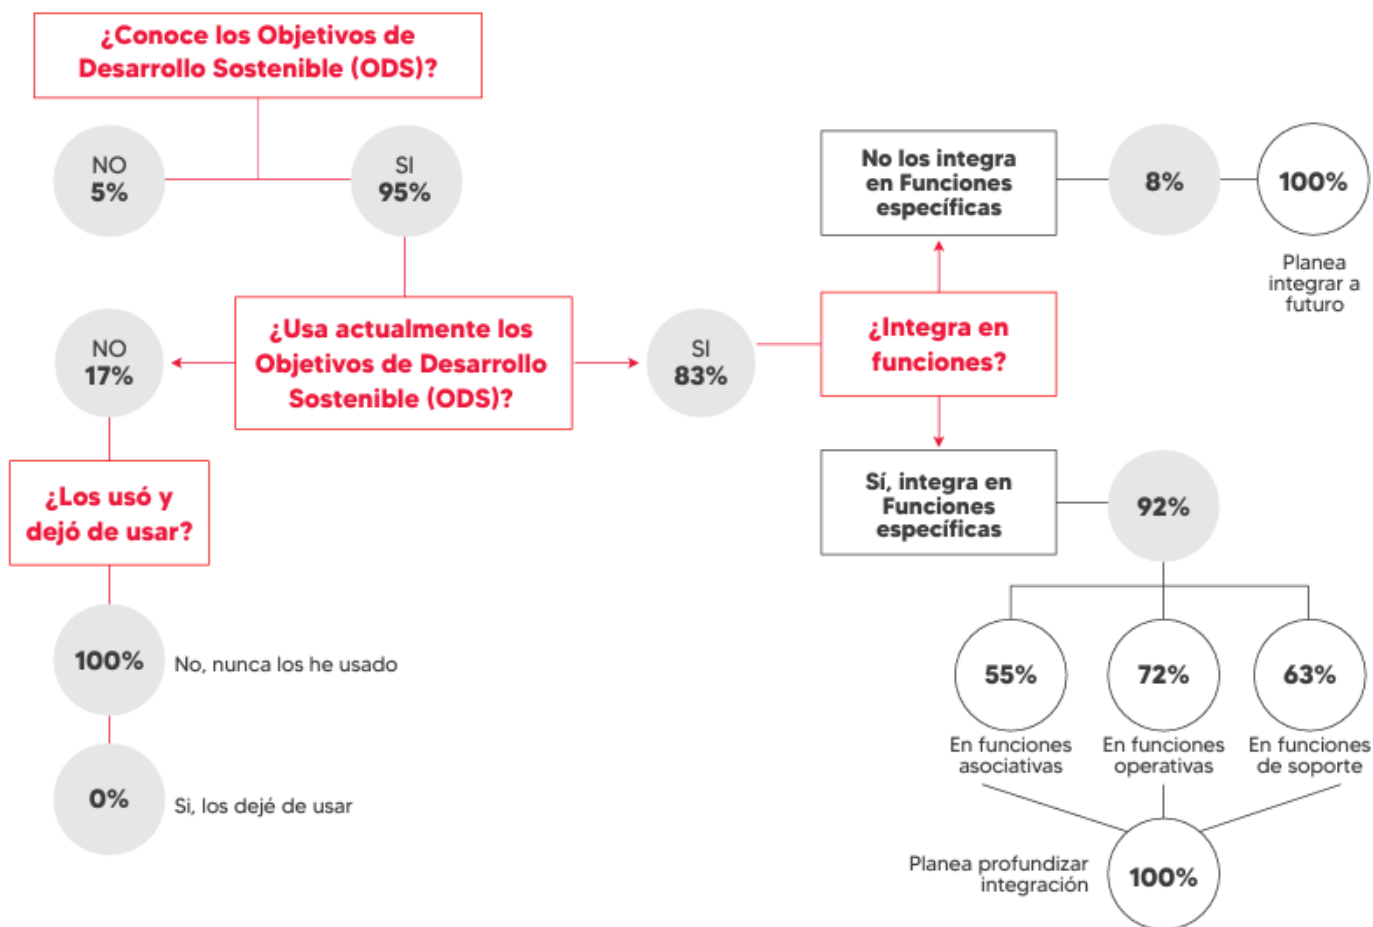 ¿Conoce los Objetivos de
Desarrollo Sostenible (ODS)?
NO
5%
SI
95%
¿Usa actualmente los
Objetivos de Desarrollo
Sostenible (ODS)?
NO
17%
SI
83%
¿Los usó y
dejó de usar?
100%
No, nunca los he usado
0%
Si, los dejé de usar
¿Integra en
funciones?
No los integra
en Funciones
específicas
8%
100%
Planea
integrar a
futuro
Sí, integra en
Funciones
específicas
92%
55%
En funciones
asociativas
72%
En funciones
operativas
63%
En funciones
de soporte
Planea profundizar
integración
100%